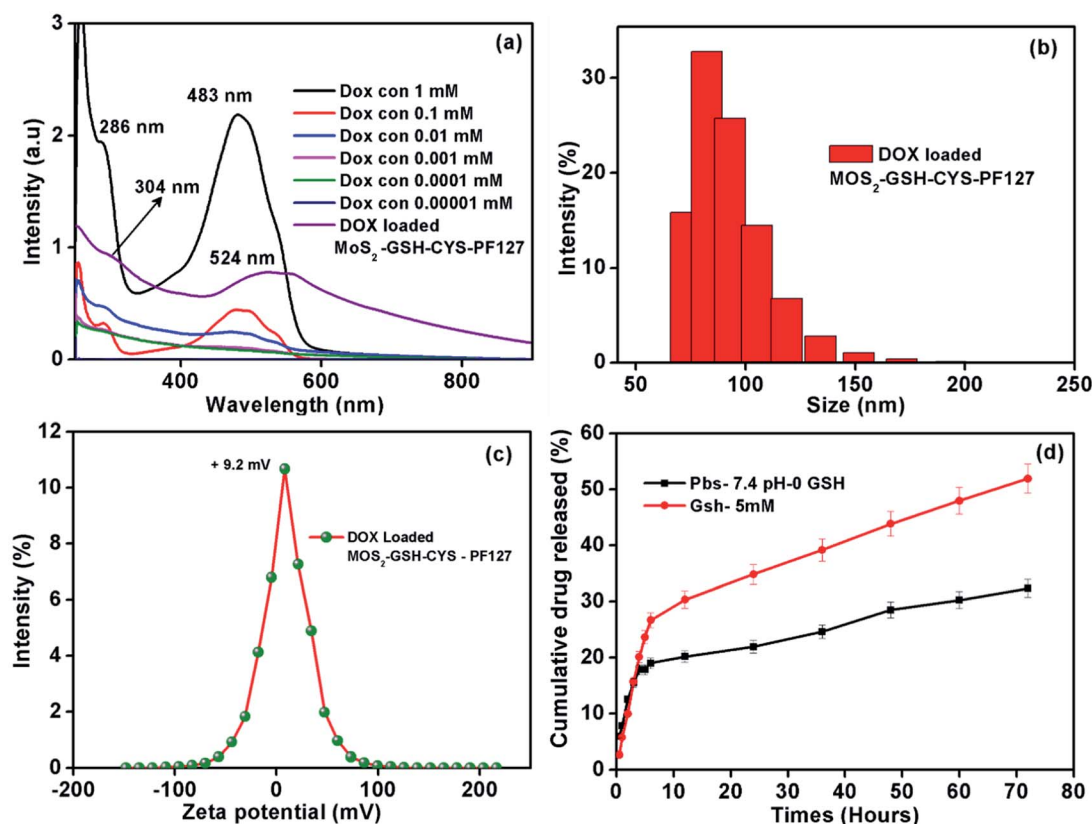 (a)
483 nm
286 nm
304 nm
524 nm
Dox con 1 mM
Dox con 0.1 mM
Dox con 0.01 mM
Dox con 0.001 mM
Dox con 0.0001 mM
Dox con 0.00001 mM
DOX loaded
MoS₂-GSH-CYS-PF127
Intensity (a.u)
3
2
1
0
400 600 800
Wavelength (nm)
(b)
DOX loaded
MOS₂-GSH-CYS-PF127
Intensity (%)
30
20
10
0
50 100 150 200 250
Size (nm)
(c)
+ 9.2 mV
DOX Loaded
MOS₂-GSH-CYS - PF127
Intensity (%)
12
10
8
6
4
2
0
-200 -100 0 100 200
Zeta potential (mV)
(d)
Pbs- 7.4 pH-0 GSH
Gsh- 5mM
Cumulative drug released (%)
60
50
40
30
20
10
0
0 10 20 30 40 50 60 70 80
Times (Hours)